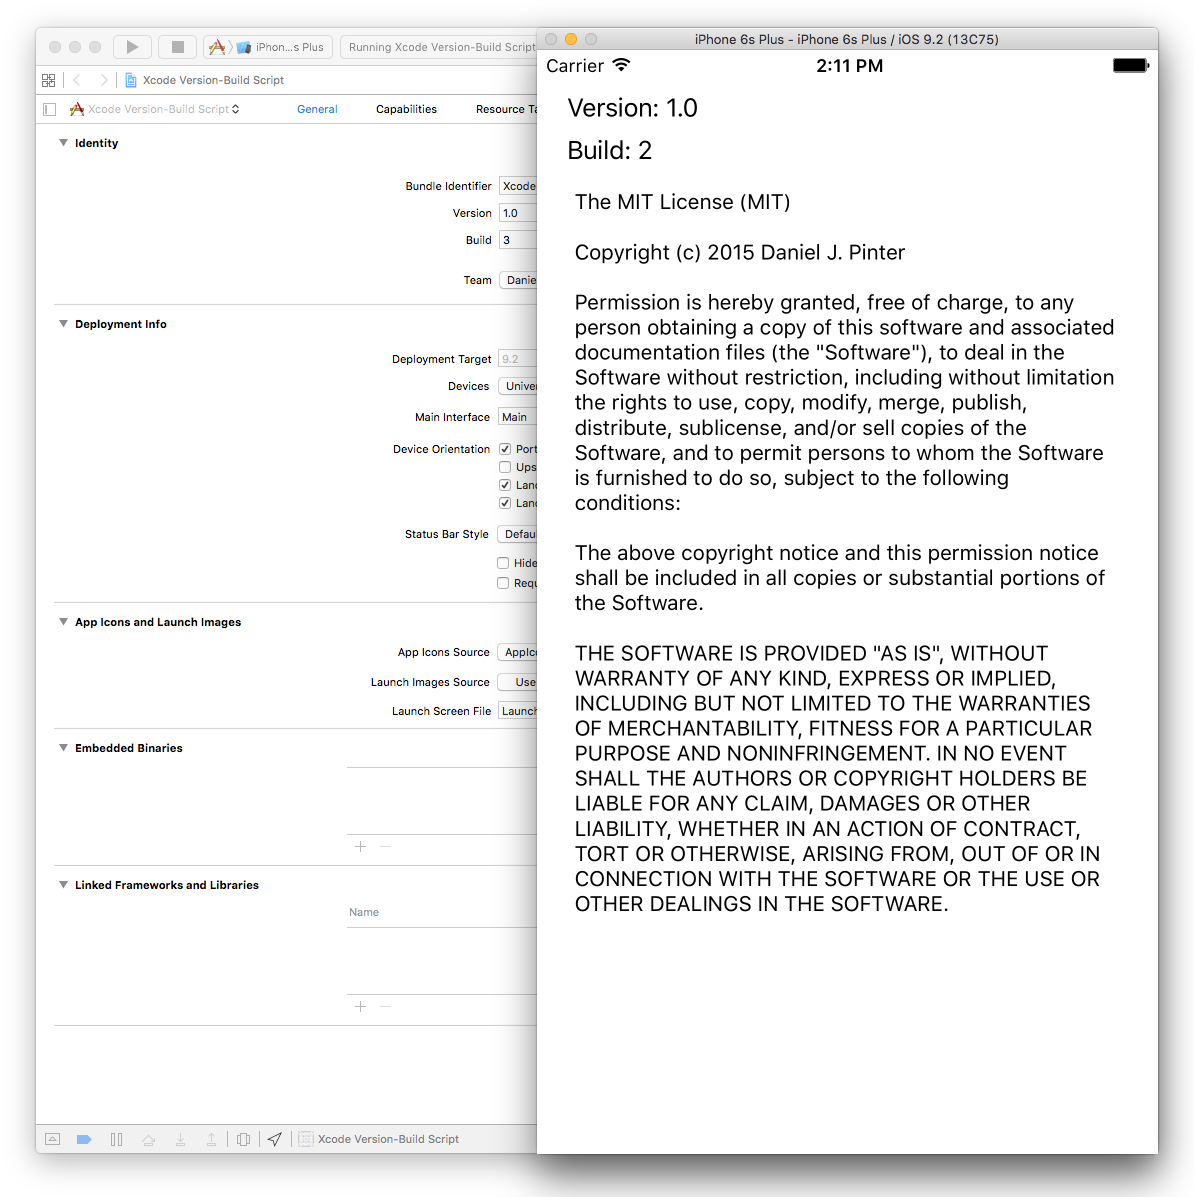 iPhon...s Plus
Running Xcode Version-Build Script
Xcode Version-Build Script
Xcode Version-Build Script
General
Capabilities
Resource Ta
Identity
Bundle Identifier
Xcode
Version
1.0
Build
3
Team
Danie
Deployment Info
Deployment Target
9.2
Devices
Univer
Main Interface
Main
Device Orientation
Port
Ups
Land
Land
Status Bar Style
Defau
Hide
Requ
App Icons and Launch Images
App Icons Source
AppIco
Launch Images Source
Use
Launch Screen File
Launch
Embedded Binaries
Linked Frameworks and Libraries
Name
Xcode Version-Build Script
iPhone 6s Plus - iPhone 6s Plus / iOS 9.2 (13C75)
Carrier
2:11 PM
Version: 1.0
Build: 2
The MIT License (MIT)
Copyright (c) 2015 Daniel J. Pinter
Permission is hereby granted, free of charge, to any
person obtaining a copy of this software and associated
documentation files (the "Software"), to deal in the
Software without restriction, including without limitation
the rights to use, copy, modify, merge, publish,
distribute, sublicense, and/or sell copies of the
Software, and to permit persons to whom the Software
is furnished to do so, subject to the following
conditions:
The above copyright notice and this permission notice
shall be included in all copies or substantial portions of
the Software.
THE SOFTWARE IS PROVIDED "AS IS", WITHOUT
WARRANTY OF ANY KIND, EXPRESS OR IMPLIED,
INCLUDING BUT NOT LIMITED TO THE WARRANTIES
OF MERCHANTABILITY, FITNESS FOR A PARTICULAR
PURPOSE AND NONINFRINGEMENT. IN NO EVENT
SHALL THE AUTHORS OR COPYRIGHT HOLDERS BE
LIABLE FOR ANY CLAIM, DAMAGES OR OTHER
LIABILITY, WHETHER IN AN ACTION OF CONTRACT,
TORT OR OTHERWISE, ARISING FROM, OUT OF OR IN
CONNECTION WITH THE SOFTWARE OR THE USE OR
OTHER DEALINGS IN THE SOFTWARE.